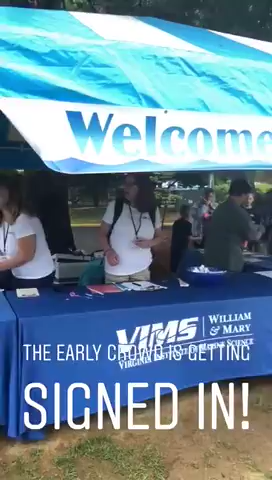 Welcome
VIMS | WILLIAM
& MARY
VIRGINIA INSTITUTE OF MARINE SCIENCE
THE EARLY CROWD IS GETTING
SIGNED IN!